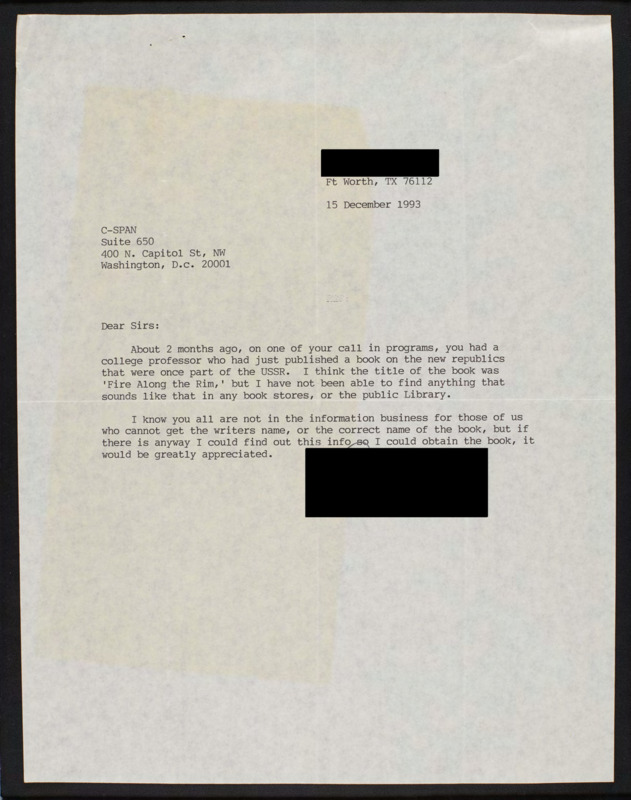 Ft Worth, TX 76112
15 December 1993
C-SPAN
Suite 650
400 N. Capitol St, NW
Washington, D.c. 20001
Dear Sirs:
About 2 months ago, on one of your call in programs, you had a
college professor who had just published a book on the new republics
that were once part of the USSR. I think the title of the book was
'Fire Along the Rim,' but I have not been able to find anything that
sounds like that in any book stores, or the public Library.
I know you all are not in the information business for those of us
who cannot get the writers name, or the correct name of the book, but if
there is anyway I could find out this info so I could obtain the book, it
would be greatly appreciated.